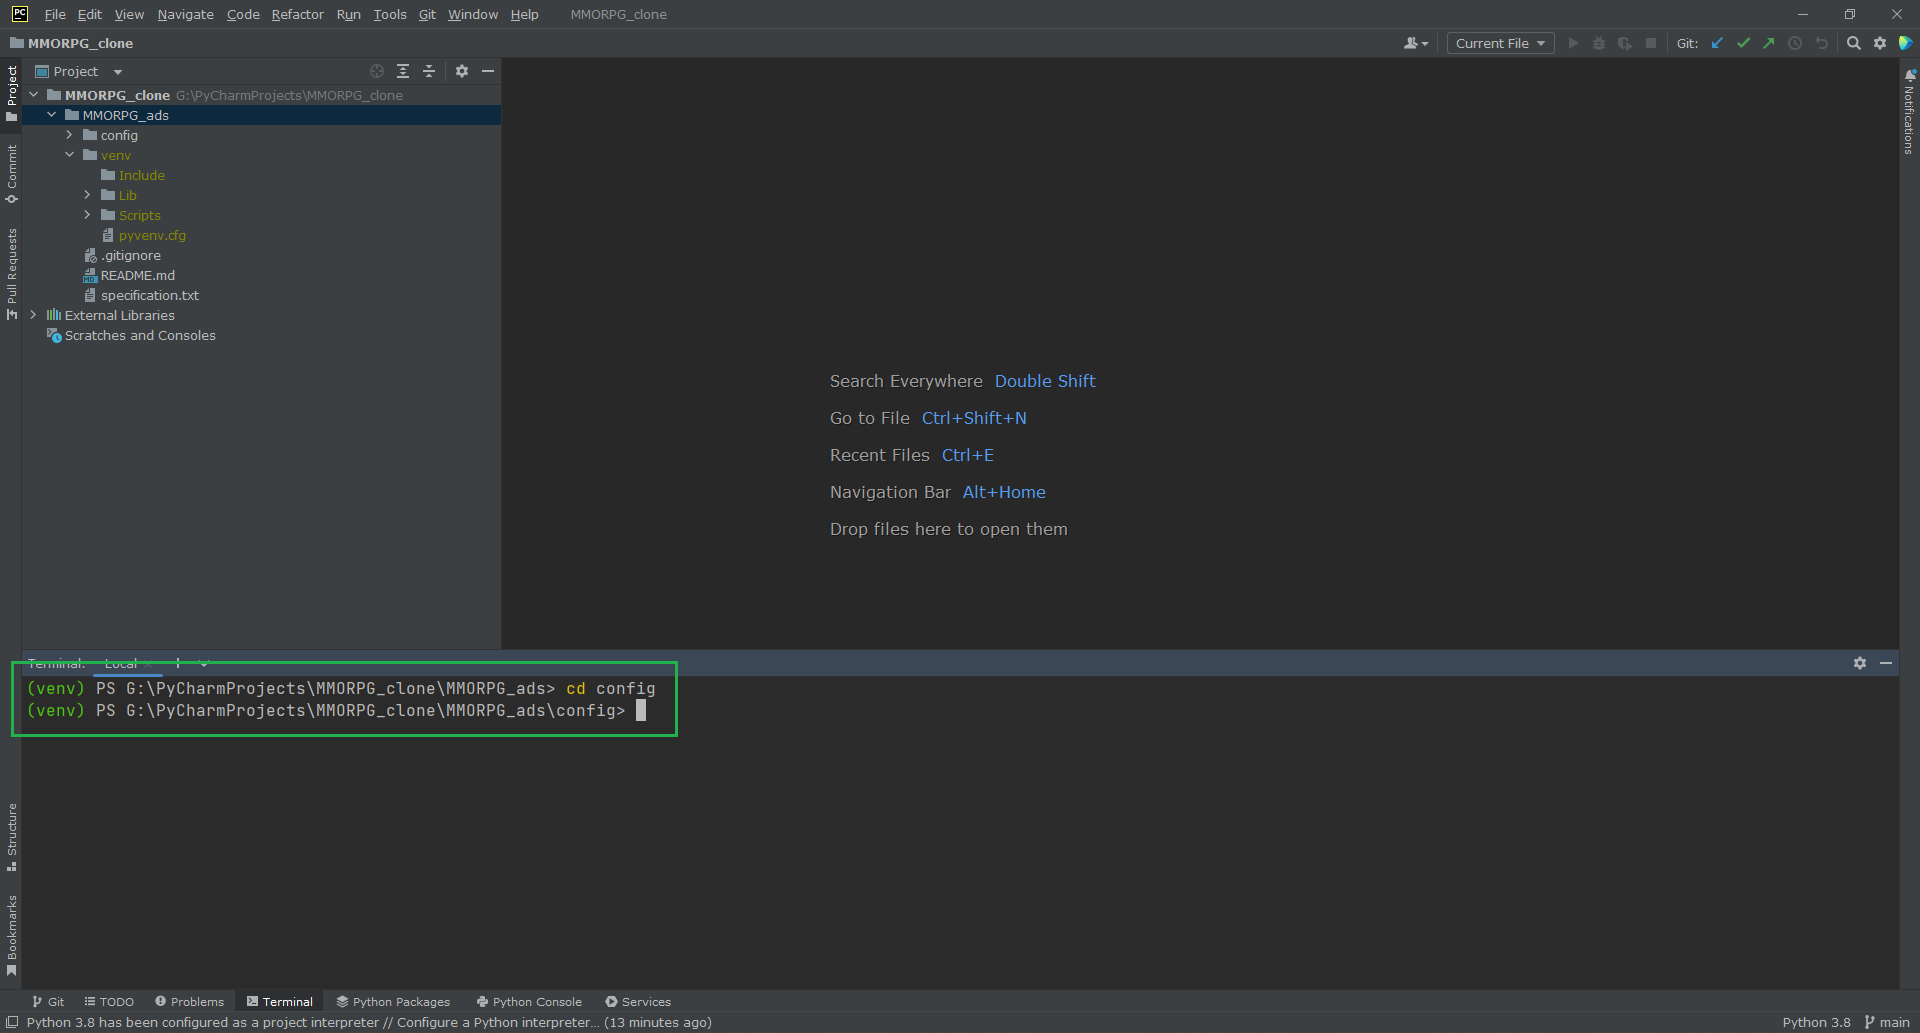 PC File Edit View Navigate Code Refactor Run Tools Git Window Help MMORPG_clone
MMORPG_clone Current File Git:
Project
MMORPG_clone G:\PyCharmProjects\MMORPG_clone
MMORPG_ads
config
venv
Include
Lib
Scripts
pyvenv.cfg
.gitignore
README.md
specification.txt
External Libraries
Scratches and Consoles
Project
Commit
Pull Requests
Structure
Bookmarks
Notifications
Search Everywhere Double Shift
Go to File Ctrl+Shift+N
Recent Files Ctrl+E
Navigation Bar Alt+Home
Drop files here to open them
Terminal: Local
(venv) PS G:\PyCharmProjects\MMORPG_clone\MMORPG_ads> cd config
(venv) PS G:\PyCharmProjects\MMORPG_clone\MMORPG_ads\config>
Git TODO Problems Terminal Python Packages Python Console Services
Python 3.8 has been configured as a project interpreter // Configure a Python interpreter... (13 minutes ago) Python 3.8 main